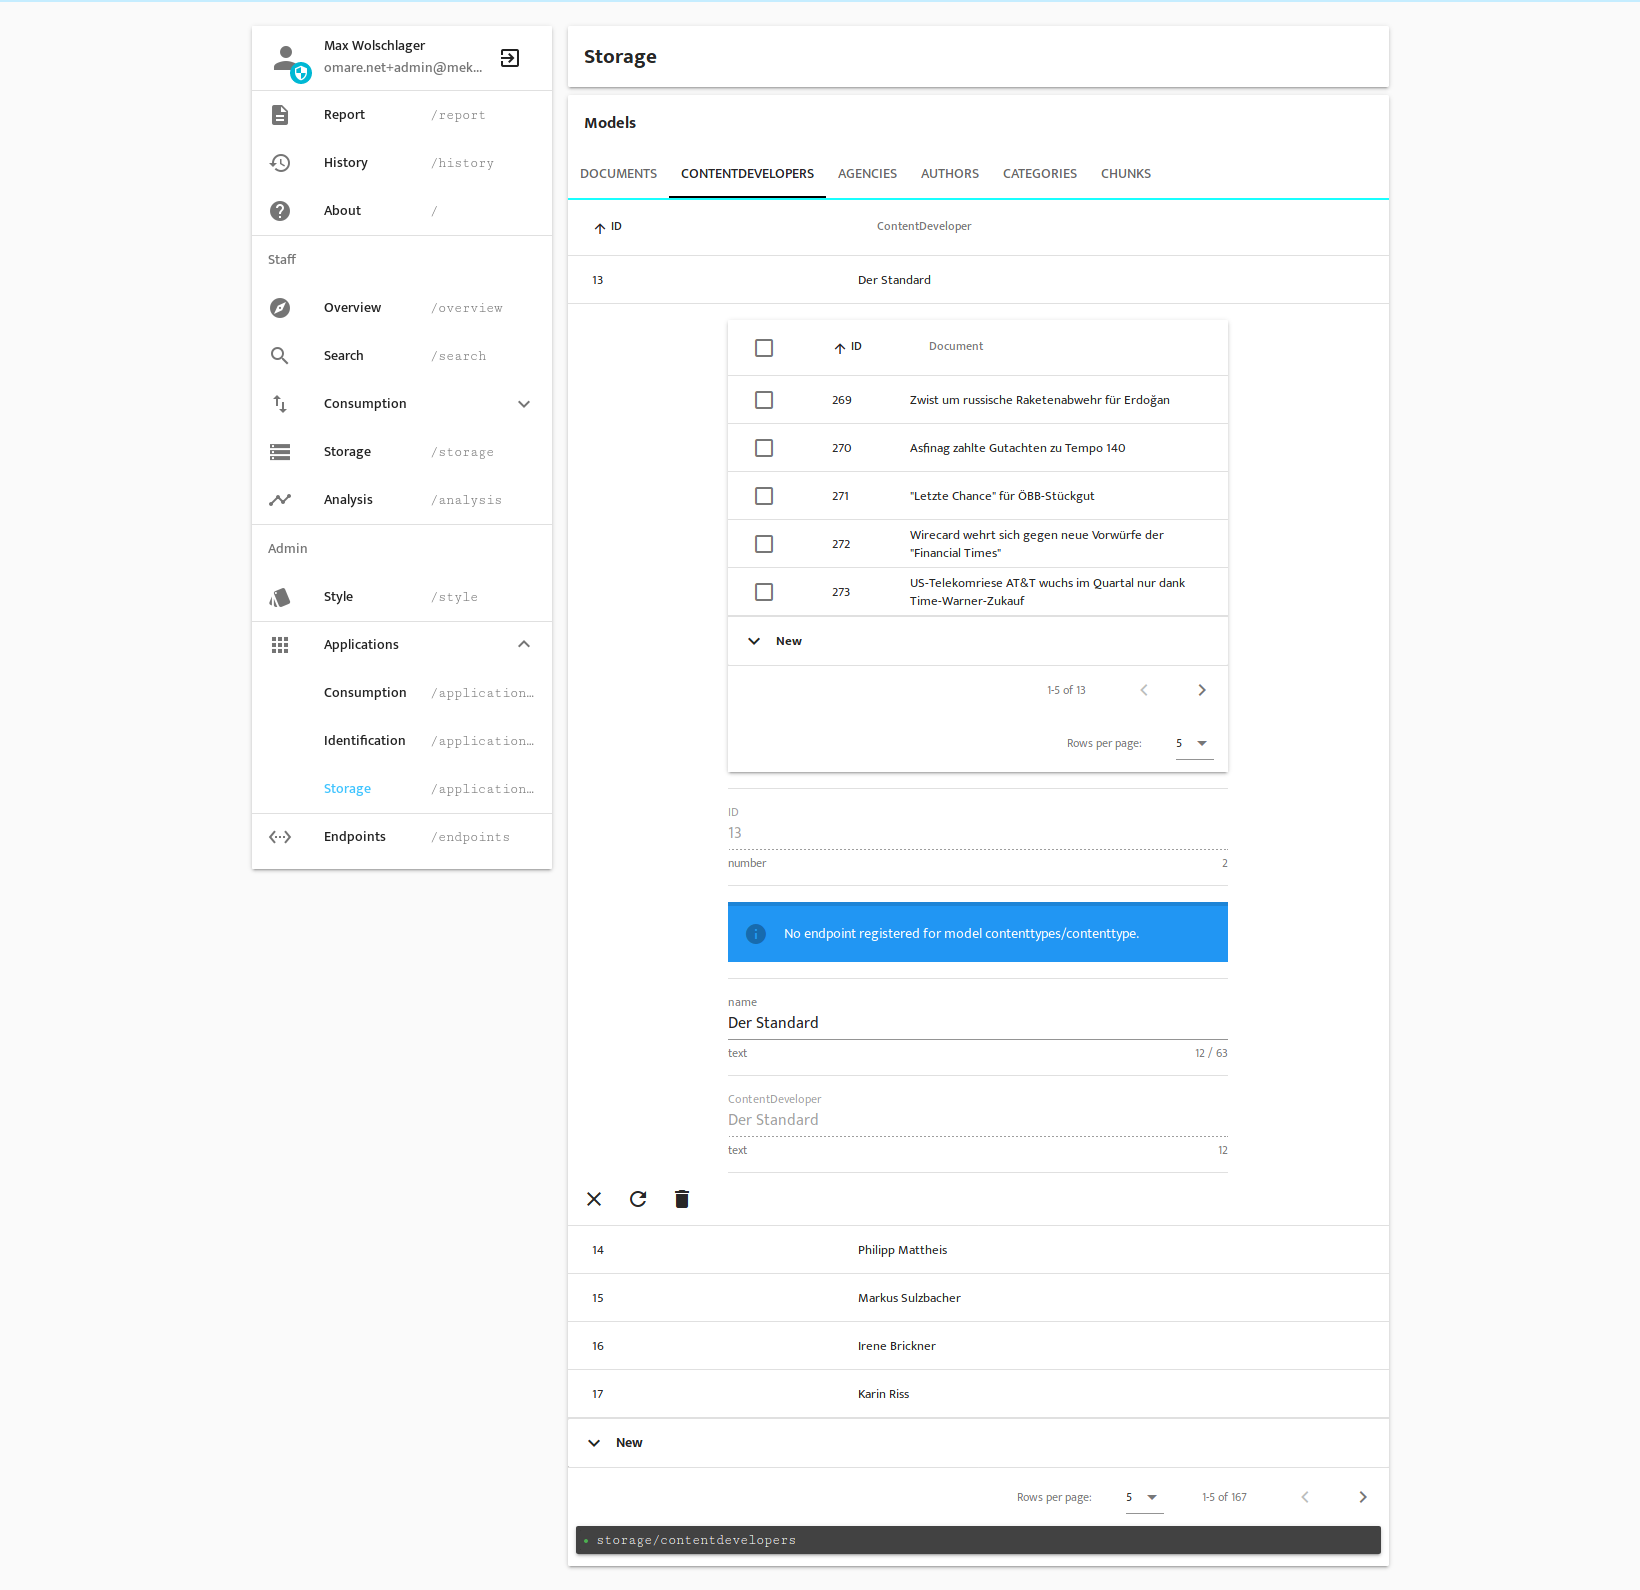 Max Wolschlager
omare.net+admin@mek...
Report /report
History /history
About /
Staff
Overview /overview
Search /search
Consumption
Storage /storage
Analysis /analysis
Admin
Style /style
Applications
Consumption /application…
Identification /application…
Storage /application…
Endpoints /endpoints
Storage
Models
DOCUMENTS CONTENTDEVELOPERS AGENCIES AUTHORS CATEGORIES CHUNKS
ID ContentDeveloper
13 Der Standard
ID Document
269 Zwist um russische Raketenabwehr für Erdoğan
270 Asfinag zahlte Gutachten zu Tempo 140
271 "Letzte Chance" für ÖBB-Stückgut
272 Wirecard wehrt sich gegen neue Vorwürfe der
"Financial Times"
273 US-Telekomriese AT&T wuchs im Quartal nur dank
Time-Warner-Zukauf
New
1-5 of 13
Rows per page: 5
ID
13
number 2
No endpoint registered for model contenttypes/contenttype.
name
Der Standard
text 12 / 63
ContentDeveloper
Der Standard
text 12
14 Philipp Mattheis
15 Markus Sulzbacher
16 Irene Brickner
17 Karin Riss
New
Rows per page: 5 1-5 of 167
• storage/contentdevelopers